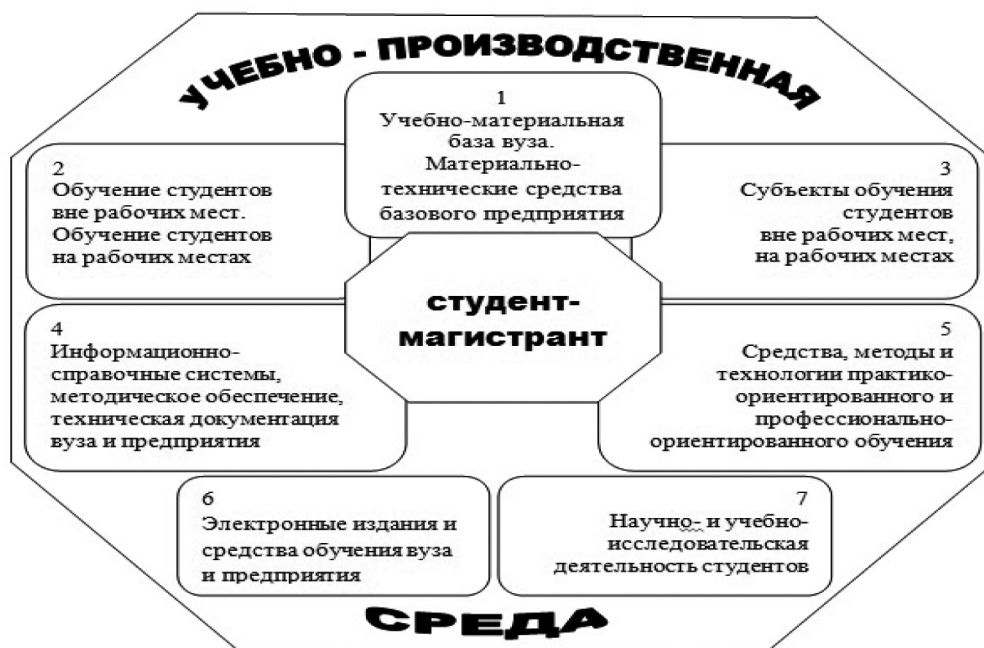 УЧЕБНО - ПРОИЗВОДСТВЕННАЯ
1
Учебно-материальная
база вуза.
Материально-
технические средства
базового предприятия
2
Обучение студентов
вне рабочих мест.
Обучение студентов
на рабочих местах
3
Субъекты обучения
студентов
вне рабочих мест,
на рабочих местах
студент-
магистрант
4
Информационно-
справочные системы,
методическое обеспечение,
техническая документация
вуза и предприятия
5
Средства, методы и
технологии практико-
ориентированного и
профессионально-
ориентированного обучения
6
Электронные издания и
средства обучения вуза
и предприятия
7
Научно- и учебно-
исследовательская
деятельность студентов
СРЕДА